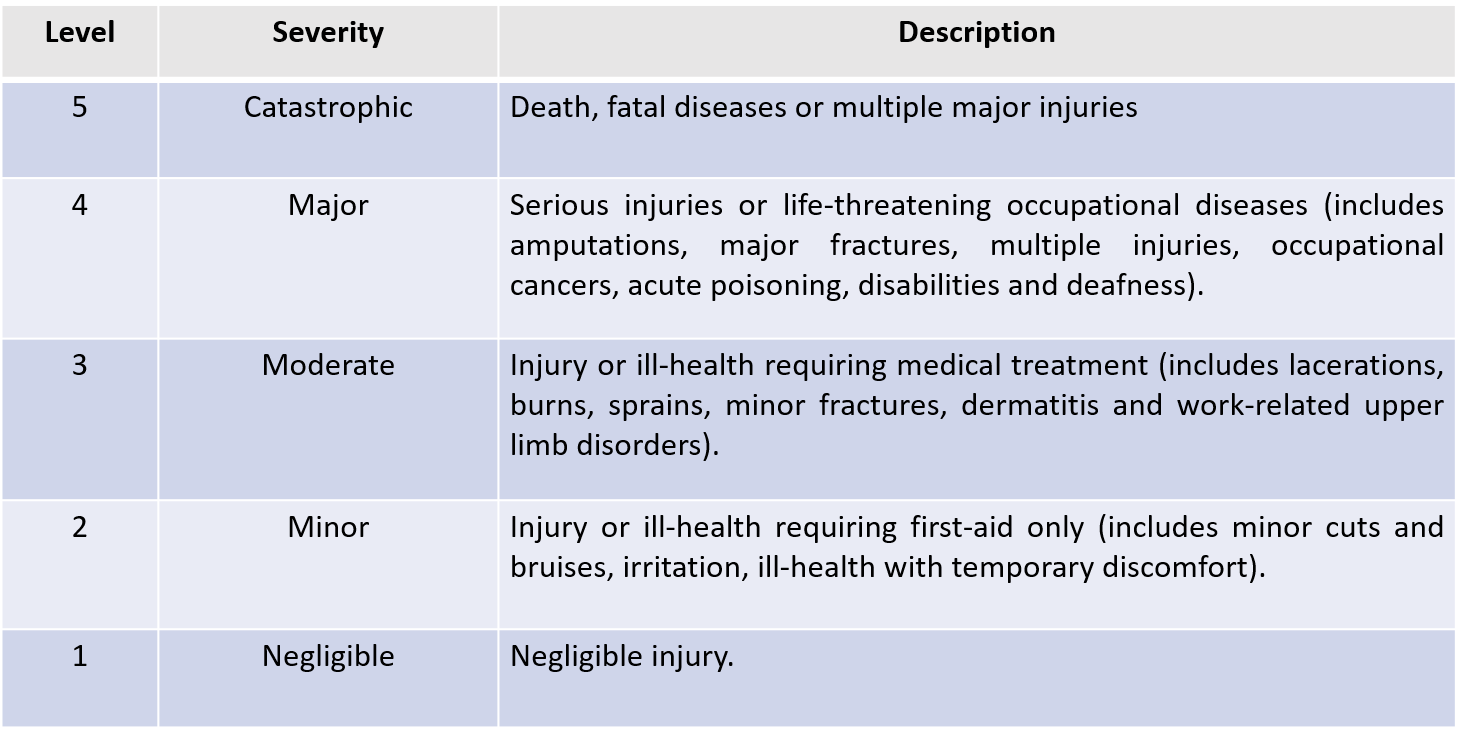 Level Severity Description
5 Catastrophic Death, fatal diseases or multiple major injuries
4 Major Serious injuries or life-threatening occupational diseases (includes
amputations, major fractures, multiple injuries, occupational
cancers, acute poisoning, disabilities and deafness).
3 Moderate Injury or ill-health requiring medical treatment (includes lacerations,
burns, sprains, minor fractures, dermatitis and work-related upper
limb disorders).
2 Minor Injury or ill-health requiring first-aid only (includes minor cuts and
bruises, irritation, ill-health with temporary discomfort).
1 Negligible Negligible injury.